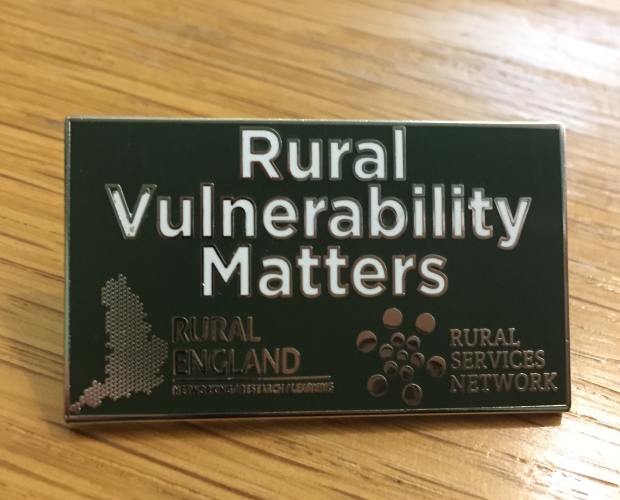 Rural
Vulnerability
Matters
RURAL
ENGLAND
NETWORKING / RESEARCH / LEARNING
RURAL
SERVICES
NETWORK